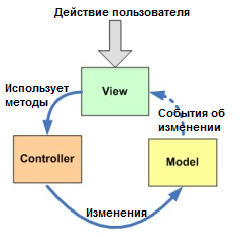 Действие пользователя
View
Использует
методы
События об
изменении
Controller
Model
Изменения